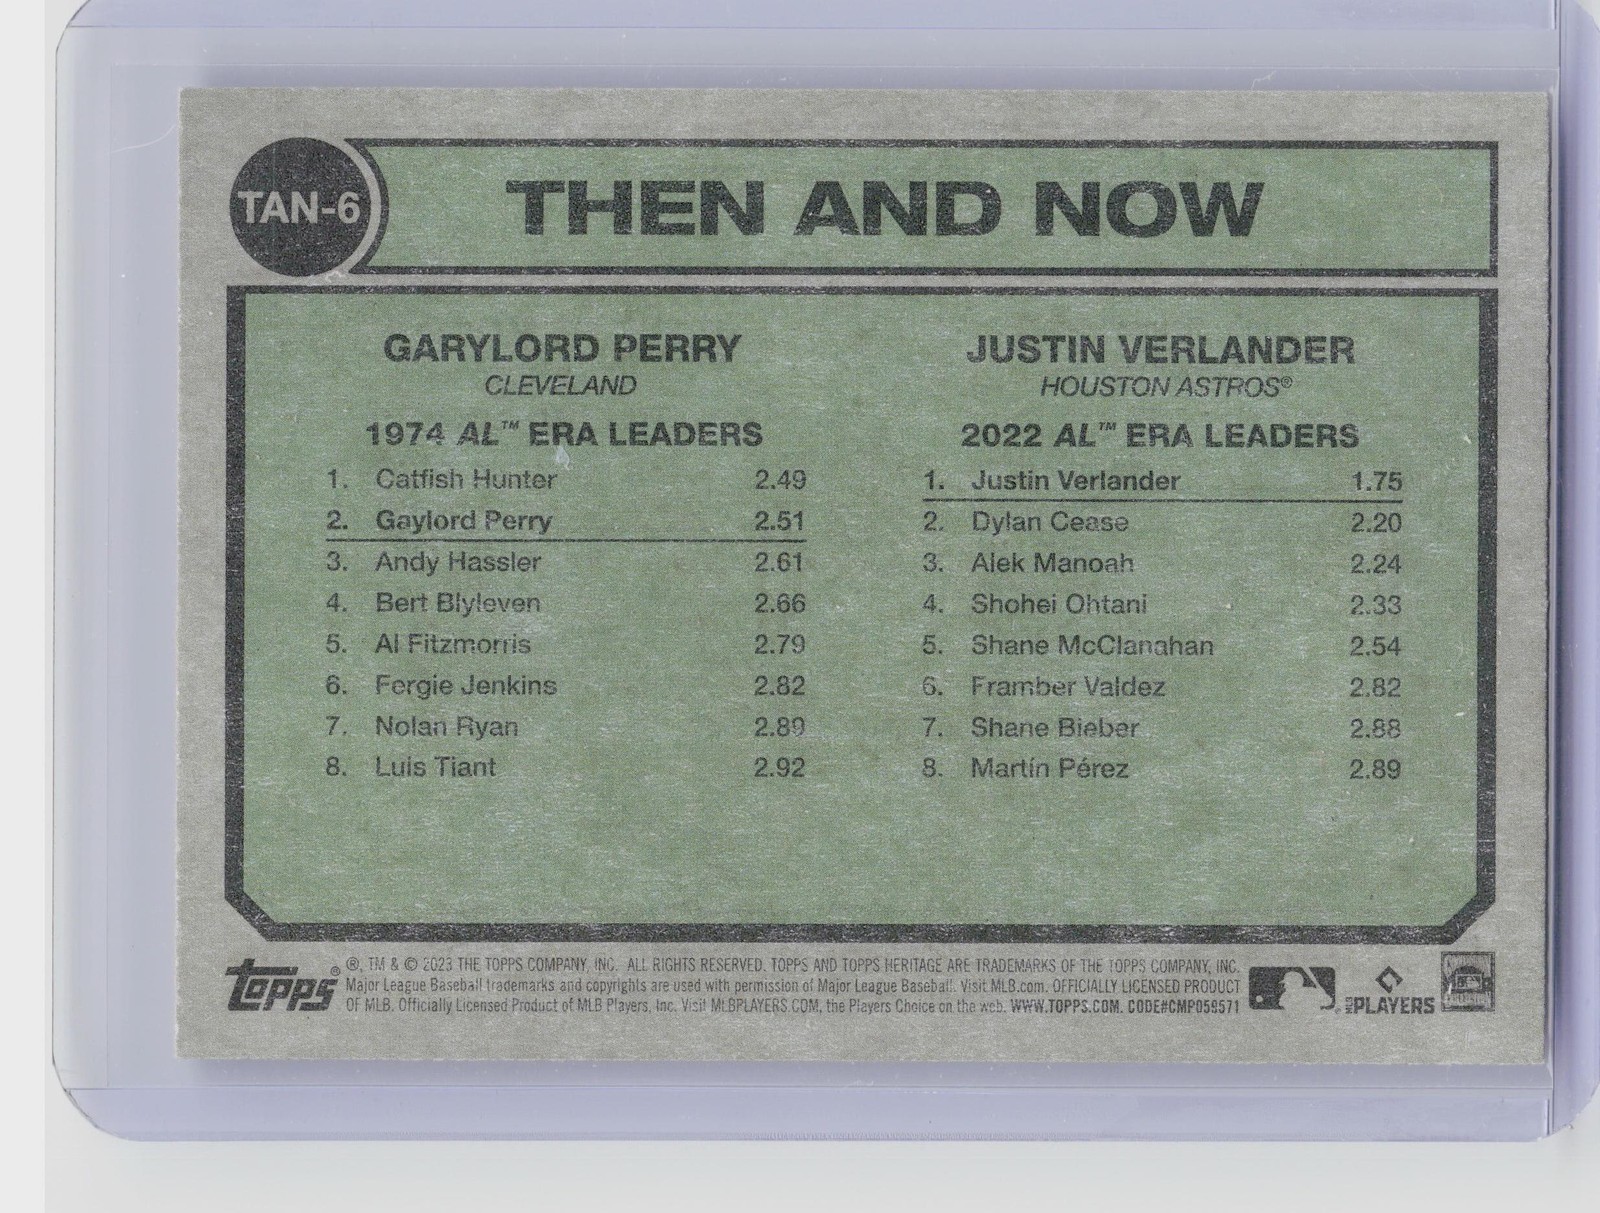 TAN-6
THEN AND NOW
GARYLORD PERRY
CLEVELAND
1974 AL™ ERA LEADERS
1. Catfish Hunter 2.49
2. Gaylord Perry 2.51
3. Andy Hassler 2.61
4. Bert Blyleven 2.66
5. Al Fitzmorris 2.79
6. Fergie Jenkins 2.82
7. Nolan Ryan 2.89
8. Luis Tiant 2.92
JUSTIN VERLANDER
HOUSTON ASTROS®
2022 AL™ ERA LEADERS
1. Justin Verlander 1.75
2. Dylan Cease 2.20
3. Alek Manoah 2.24
4. Shohei Ohtani 2.33
5. Shane McClanahan 2.54
6. Framber Valdez 2.82
7. Shane Bieber 2.88
8. Martín Pérez 2.89
topps®
®, TM & © 2023 THE TOPPS COMPANY, INC. ALL RIGHTS RESERVED. TOPPS AND TOPPS HERITAGE ARE TRADEMARKS OF THE TOPPS COMPANY, INC.
Major League Baseball trademarks and copyrights are used with permission of Major League Baseball. Visit MLB.com. OFFICIALLY LICENSED PRODUCT
OF MLB. Officially Licensed Product of MLB Players, Inc. Visit MLBPLAYERS.COM, the Players Choice on the web. WWW.TOPPS.COM. CODE#CMP059571
PLAYERS